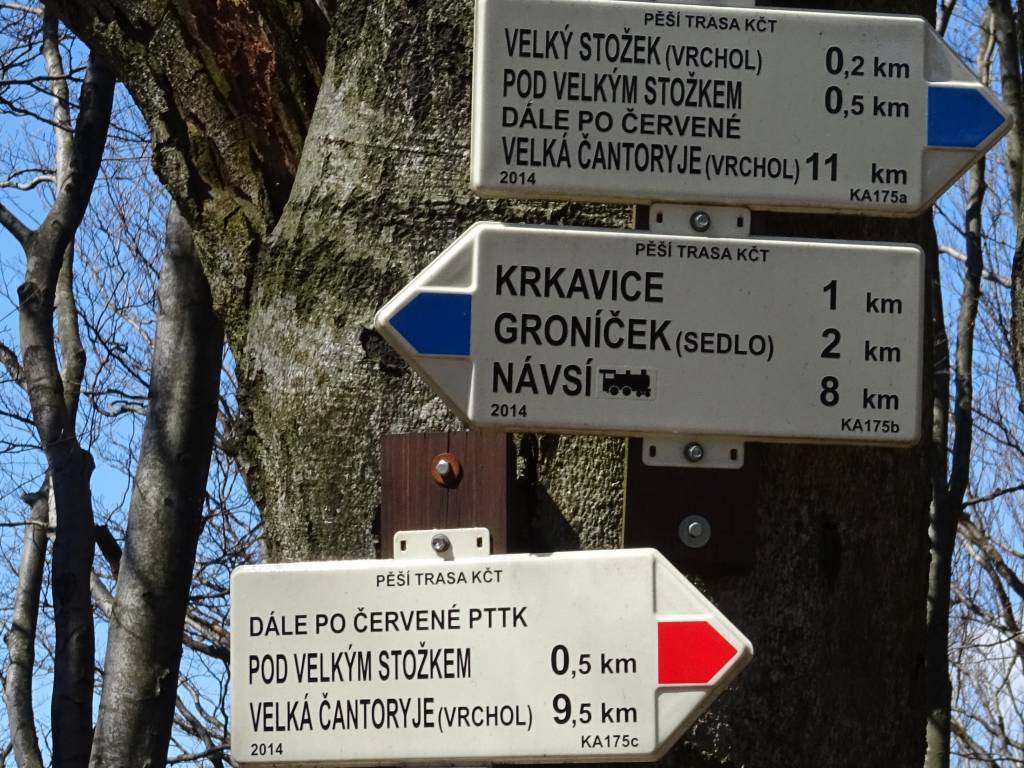 PĚŠÍ TRASA KČT
VELKÝ STOŽEK (VRCHOL) 0,2 km
POD VELKÝM STOŽKEM 0,5 km
DÁLE PO ČERVENÉ
VELKÁ ČANTORYJE (VRCHOL) 11 km
2014 KA175a
PĚŠÍ TRASA KČT
KRKAVICE 1 km
GRONÍČEK (SEDLO) 2 km
NÁVSÍ 8 km
2014 KA175b
PĚŠÍ TRASA KČT
DÁLE PO ČERVENÉ PTTK
POD VELKÝM STOŽKEM 0,5 km
VELKÁ ČANTORYJE (VRCHOL) 9,5 km
2014 KA175c